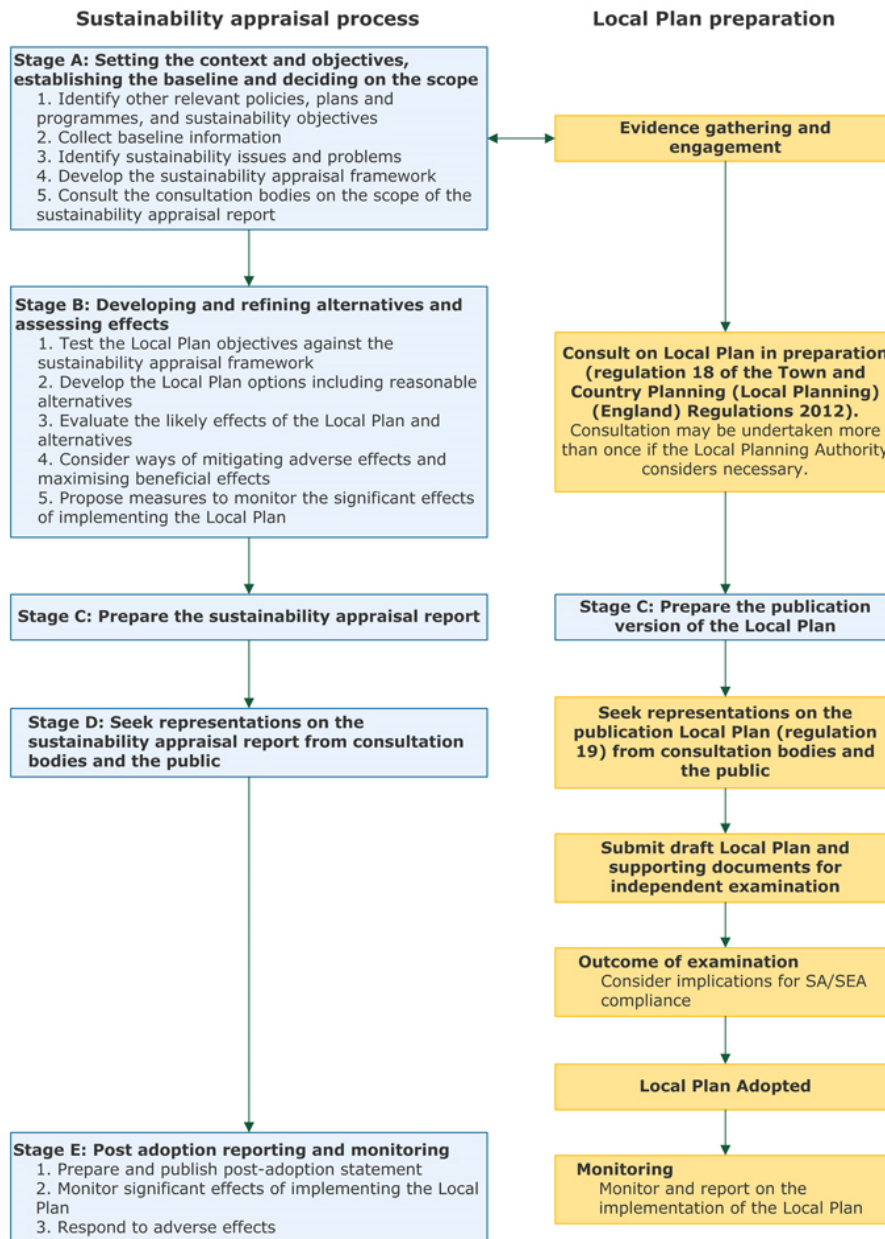 Sustainability appraisal process
Local Plan preparation
Stage A: Setting the context and objectives,
establishing the baseline and deciding on the scope
1. Identify other relevant policies, plans and
programmes, and sustainability objectives
2. Collect baseline information
3. Identify sustainability issues and problems
4. Develop the sustainability appraisal framework
5. Consult the consultation bodies on the scope of the
sustainability appraisal report
Evidence gathering and
engagement
Stage B: Developing and refining alternatives and
assessing effects
1. Test the Local Plan objectives against the
sustainability appraisal framework
2. Develop the Local Plan options including reasonable
alternatives
3. Evaluate the likely effects of the Local Plan and
alternatives
4. Consider ways of mitigating adverse effects and
maximising beneficial effects
5. Propose measures to monitor the significant effects
of implementing the Local Plan
Consult on Local Plan in preparation
(regulation 18 of the Town and
Country Planning (Local Planning)
(England) Regulations 2012).
Consultation may be undertaken more
than once if the Local Planning Authority
considers necessary.
Stage C: Prepare the sustainability appraisal report
Stage C: Prepare the publication
version of the Local Plan
Stage D: Seek representations on the
sustainability appraisal report from consultation
bodies and the public
Seek representations on the
publication Local Plan (regulation
19) from consultation bodies and
the public
Submit draft Local Plan and
supporting documents for
independent examination
Outcome of examination
Consider implications for SA/SEA
compliance
Local Plan Adopted
Stage E: Post adoption reporting and monitoring
1. Prepare and publish post-adoption statement
2. Monitor significant effects of implementing the Local
Plan
3. Respond to adverse effects
Monitoring
Monitor and report on the
implementation of the Local Plan